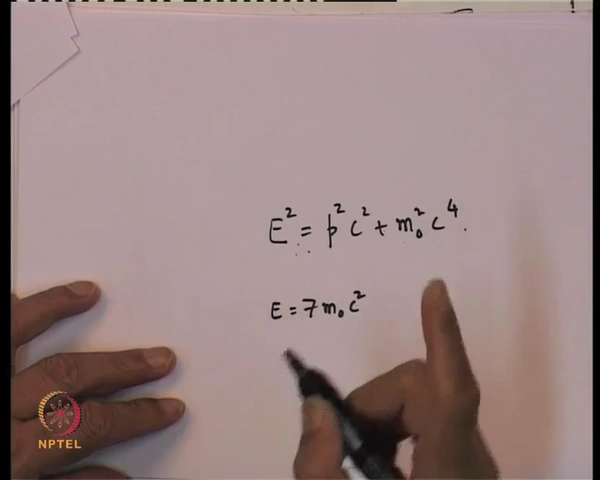 E² = p²c² + m₀²c⁴.
E = 7m₀c²
NPTEL